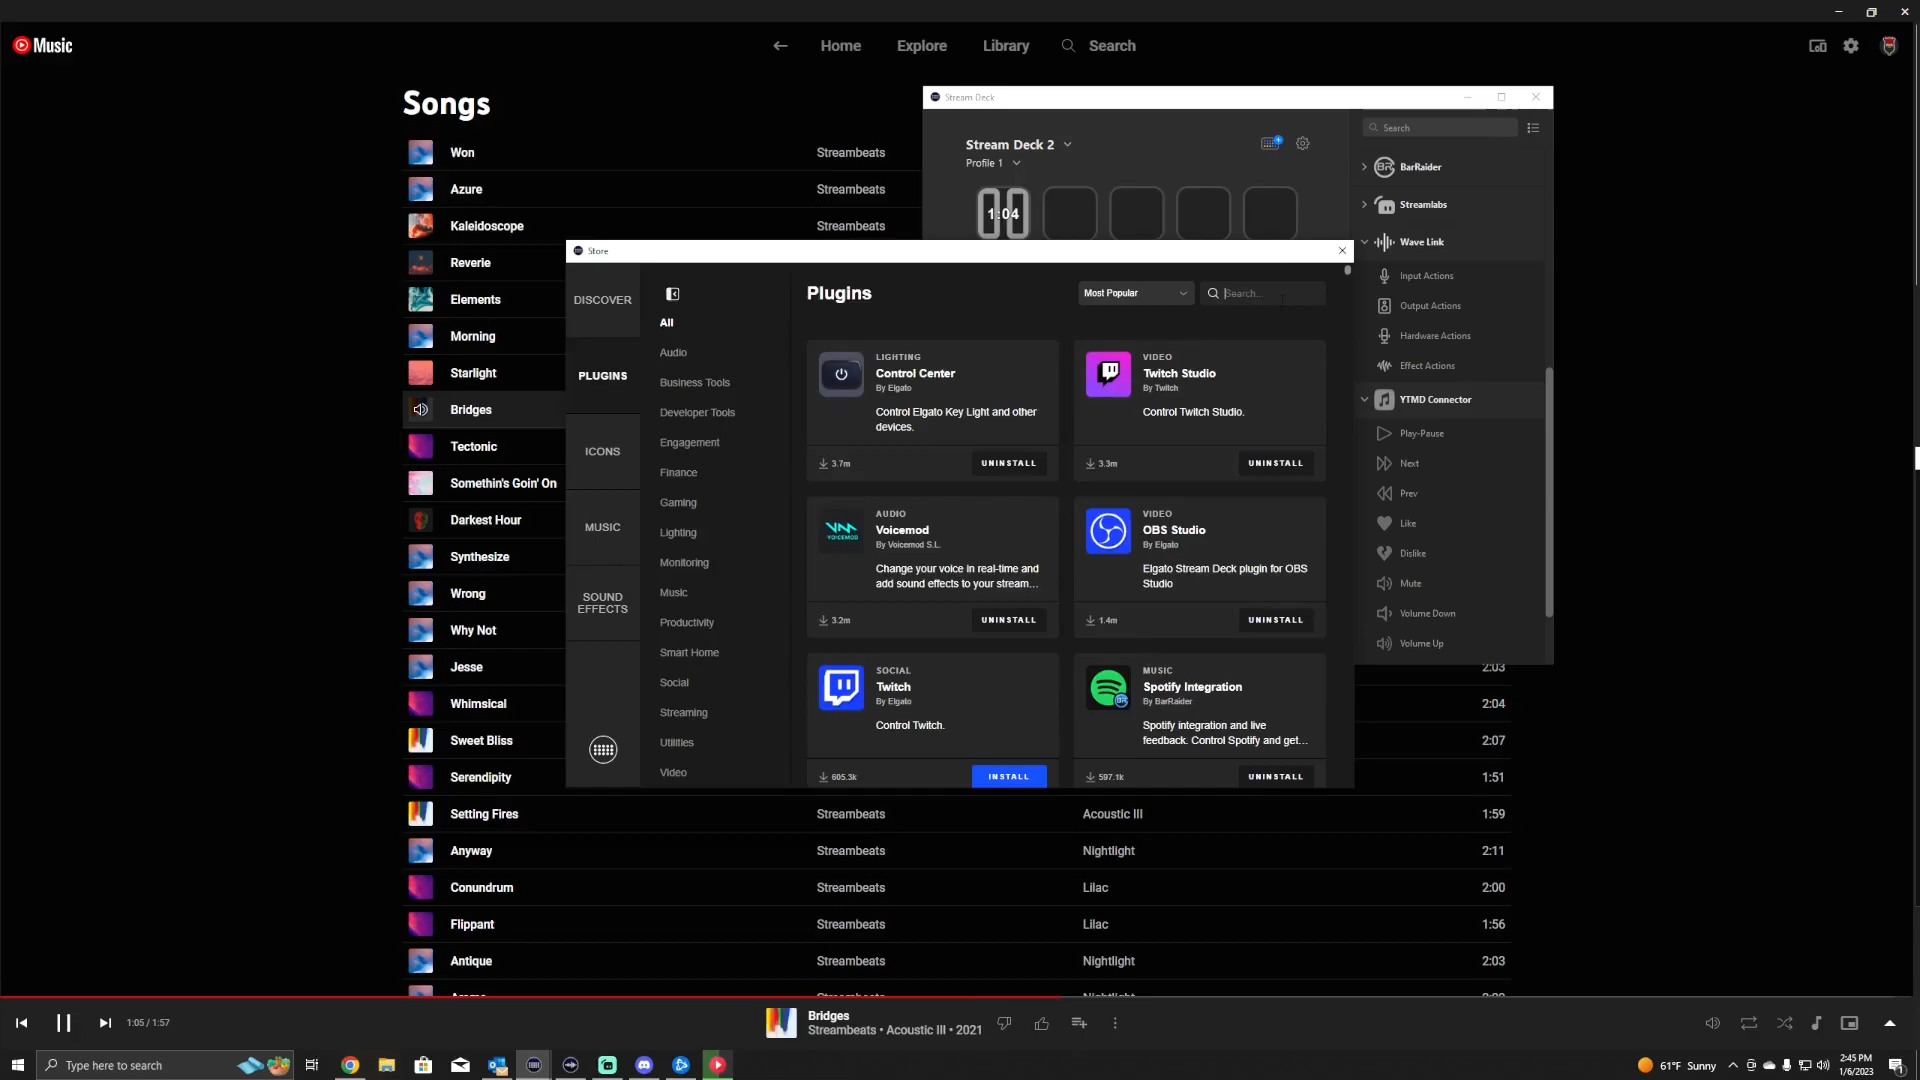 Music
Home
Explore
Library
Search
Songs
Won
Streambeats
Azure
Streambeats
Kaleidoscope
Streambeats
Reverie
Elements
Morning
Starlight
Bridges
Tectonic
Somethin's Goin' On
Darkest Hour
Synthesize
Wrong
Why Not
Jesse
2:03
Whimsical
2:04
Sweet Bliss
2:07
Serendipity
1:51
Setting Fires
Streambeats
Acoustic III
1:59
Anyway
Streambeats
Nightlight
2:11
Conundrum
Streambeats
Lilac
2:00
Flippant
Streambeats
Lilac
1:56
Antique
Streambeats
Nightlight
2:03
Stream Deck
Stream Deck 2
Profile 1
1:04
Search
BarRaider
Streamlabs
Wave Link
Input Actions
Output Actions
Hardware Actions
Effect Actions
YTMD Connector
Play-Pause
Next
Prev
Like
Dislike
Mute
Volume Down
Volume Up
Store
DISCOVER
PLUGINS
ICONS
MUSIC
SOUND
EFFECTS
All
Audio
Business Tools
Developer Tools
Engagement
Finance
Gaming
Lighting
Monitoring
Music
Productivity
Smart Home
Social
Streaming
Utilities
Video
Plugins
Most Popular
Search...
LIGHTING
Control Center
By Elgato
Control Elgato Key Light and other
devices.
3.7m
UNINSTALL
VIDEO
Twitch Studio
By Twitch
Control Twitch Studio.
3.3m
UNINSTALL
VOICEMOD
AUDIO
Voicemod
By Voicemod S.L.
Change your voice in real-time and
add sound effects to your stream...
3.2m
UNINSTALL
VIDEO
OBS Studio
By Elgato
Elgato Stream Deck plugin for OBS
Studio
1.4m
UNINSTALL
SOCIAL
Twitch
By Elgato
Control Twitch.
605.3k
INSTALL
MUSIC
Spotify Integration
By BarRaider
Spotify integration and live
feedback. Control Spotify and get...
597.1k
UNINSTALL
1:05 / 1:57
Bridges
Streambeats • Acoustic III • 2021
Type here to search
61°F Sunny
2:45 PM
1/6/2023